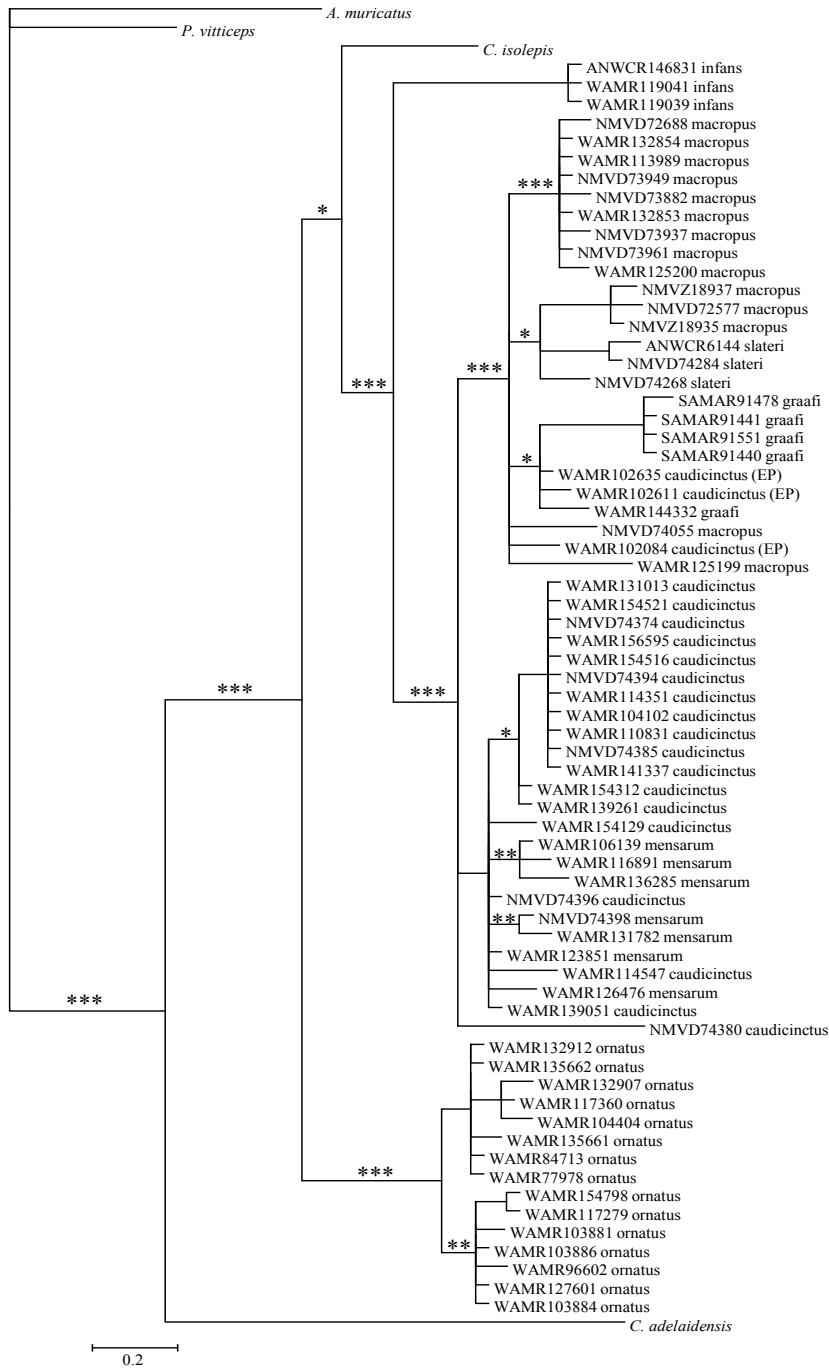 A. muricatus
P. vitticeps
C. isolepis
ANWCR146831 infans
WAMR119041 infans
WAMR119039 infans
NMVD72688 macropus
WAMR132854 macropus
WAMR113989 macropus
***
NMVD73949 macropus
NMVD73882 macropus
*
WAMR132853 macropus
NMVD73937 macropus
NMVD73961 macropus
WAMR125200 macropus
NMVZ18937 macropus
NMVD72577 macropus
NMVZ18935 macropus
*
ANWCR6144 slateri
NMVD74284 slateri
***
NMVD74268 slateri
***
SAMAR91478 graafi
SAMAR91441 graafi
SAMAR91551 graafi
SAMAR91440 graafi
*
WAMR102635 caudicinctus (EP)
WAMR102611 caudicinctus (EP)
WAMR144332 graafi
NMVD74055 macropus
WAMR102084 caudicinctus (EP)
WAMR125199 macropus
WAMR131013 caudicinctus
WAMR154521 caudicinctus
NMVD74374 caudicinctus
WAMR156595 caudicinctus
WAMR154516 caudicinctus
NMVD74394 caudicinctus
***
***
WAMR114351 caudicinctus
WAMR104102 caudicinctus
WAMR110831 caudicinctus
*
NMVD74385 caudicinctus
WAMR141337 caudicinctus
WAMR154312 caudicinctus
WAMR139261 caudicinctus
WAMR154129 caudicinctus
WAMR106139 mensarum
**
WAMR116891 mensarum
WAMR136285 mensarum
NMVD74396 caudicinctus
**
NMVD74398 mensarum
WAMR131782 mensarum
WAMR123851 mensarum
WAMR114547 caudicinctus
WAMR126476 mensarum
***
WAMR139051 caudicinctus
NMVD74380 caudicinctus
WAMR132912 ornatus
WAMR135662 ornatus
WAMR132907 ornatus
WAMR117360 ornatus
WAMR104404 ornatus
WAMR135661 ornatus
WAMR84713 ornatus
***
WAMR77978 ornatus
WAMR154798 ornatus
WAMR117279 ornatus
WAMR103881 ornatus
**
WAMR103886 ornatus
WAMR96602 ornatus
WAMR127601 ornatus
WAMR103884 ornatus
C. adelaidensis
0.2